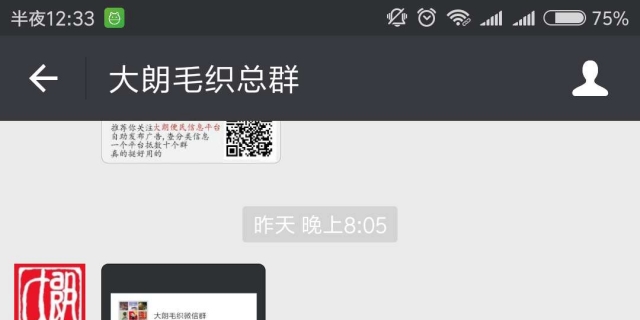 半夜12:33
75%
大朗毛织总群
推荐你关注大朗便民信息平台
自助发布广告,查分类信息
一个平台抵数十个群
真的挺好用的
昨天 晚上8:05
大朗
大朗毛织微信群